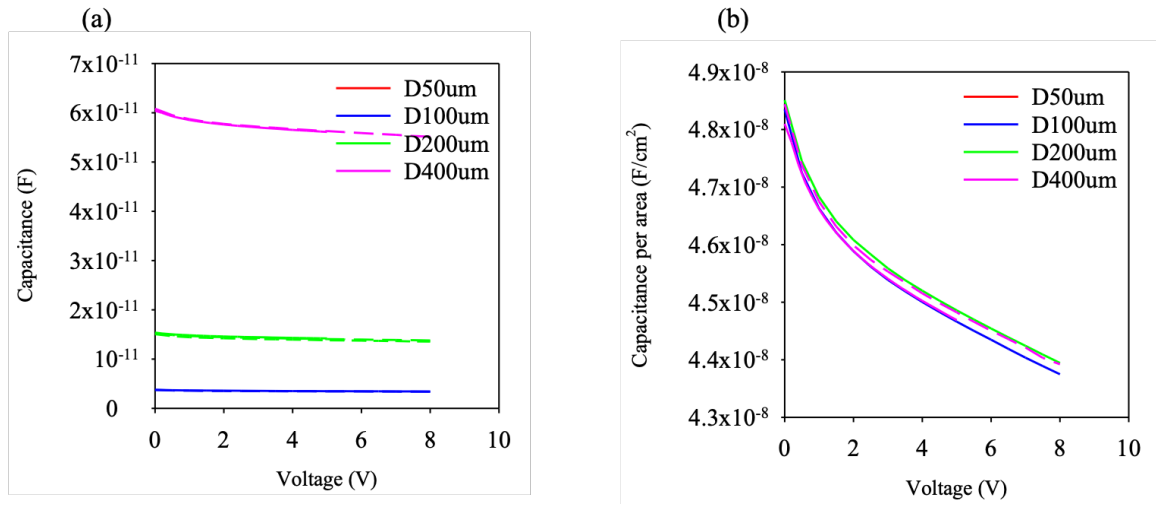 (a)
7x10⁻¹¹
6x10⁻¹¹
5x10⁻¹¹
4x10⁻¹¹
3x10⁻¹¹
2x10⁻¹¹
10⁻¹¹
0
Capacitance (F)
D50um
D100um
D200um
D400um
0 2 4 6 8 10
Voltage (V)
(b)
4.9x10⁻⁸
4.8x10⁻⁸
4.7x10⁻⁸
4.6x10⁻⁸
4.5x10⁻⁸
4.4x10⁻⁸
4.3x10⁻⁸
Capacitance per area (F/cm²)
D50um
D100um
D200um
D400um
0 2 4 6 8 10
Voltage (V)